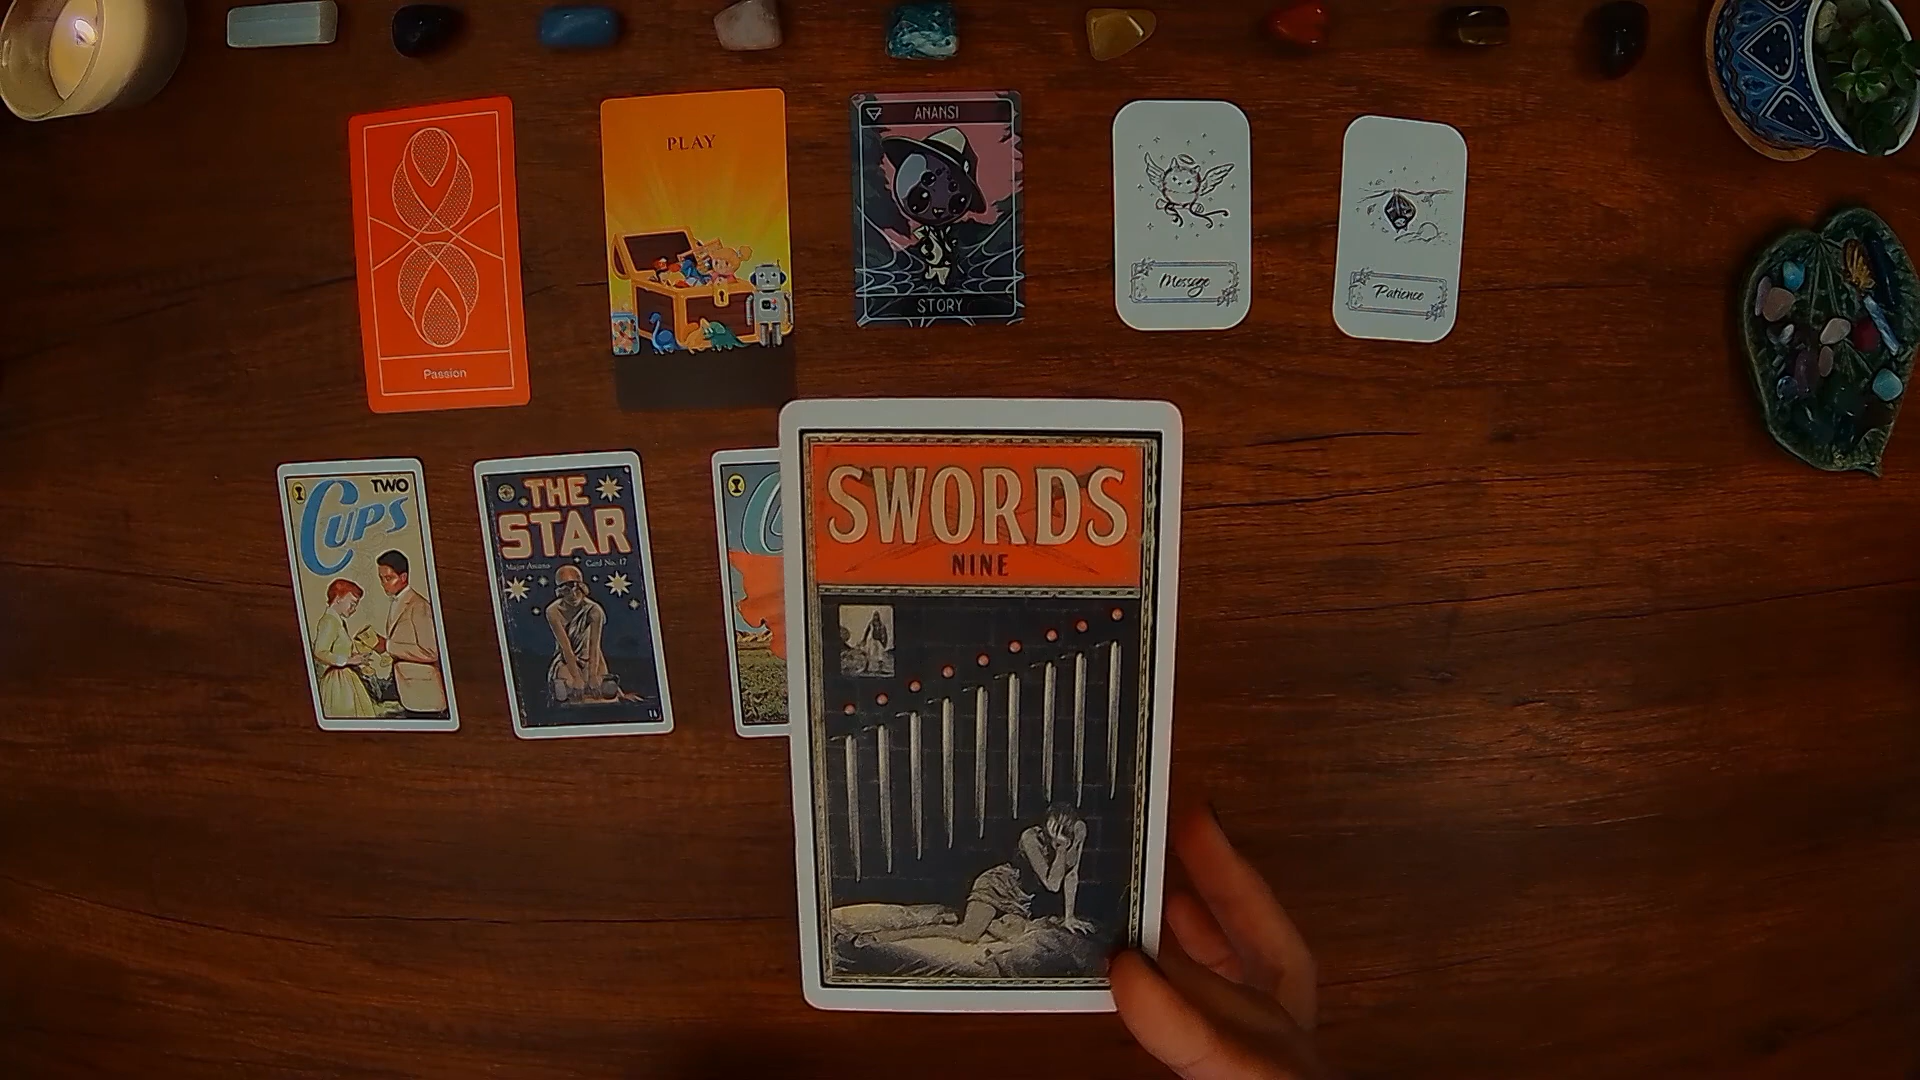 Passion
PLAY
ANANSI
STORY
Message
Patience
TWO
CUPS
THE
STAR
Major Arcana Card No. 17
SWORDS
NINE